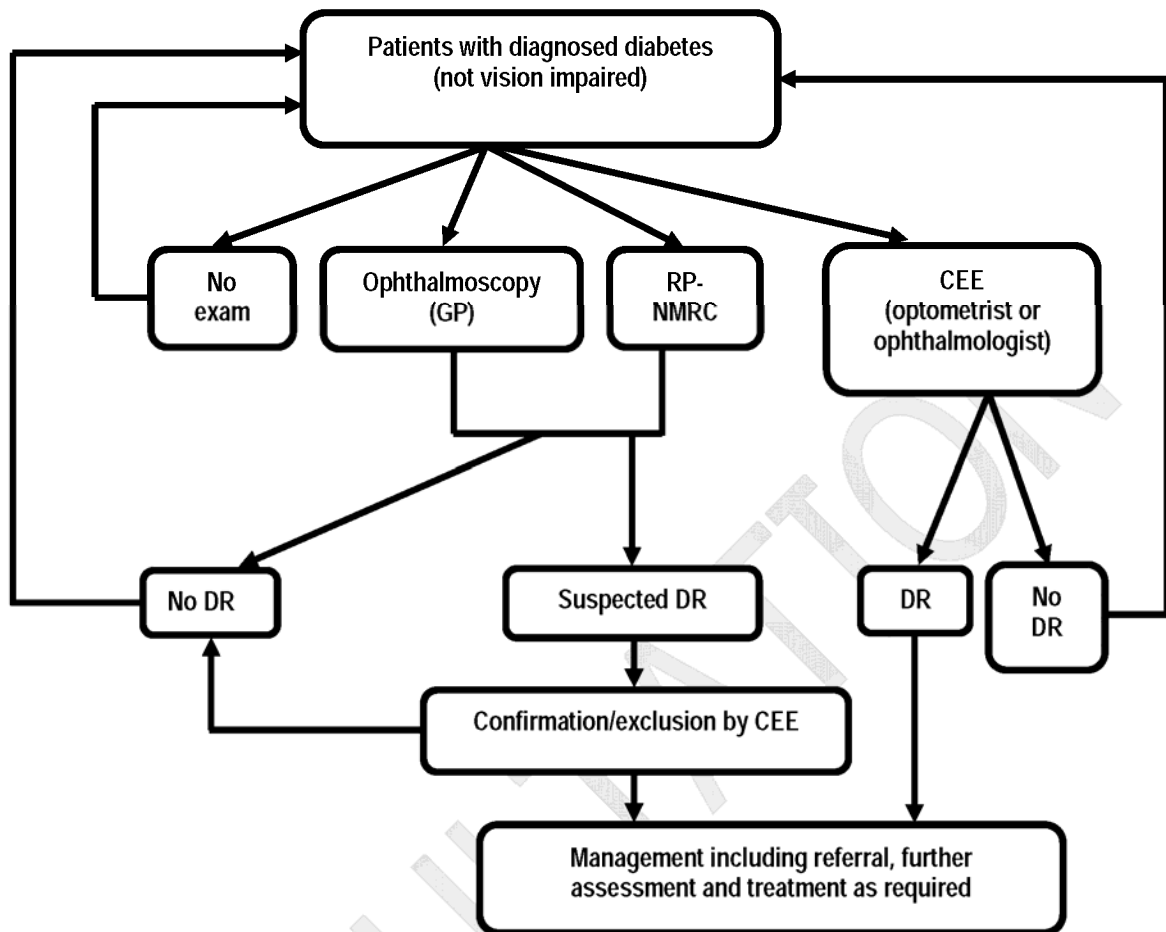 Patients with diagnosed diabetes
(not vision impaired)
No
exam
Ophthalmoscopy
(GP)
RP-
NMRC
CEE
(optometrist or
ophthalmologist)
No DR
Suspected DR
DR
No
DR
Confirmation/exclusion by CEE
Management including referral, further
assessment and treatment as required